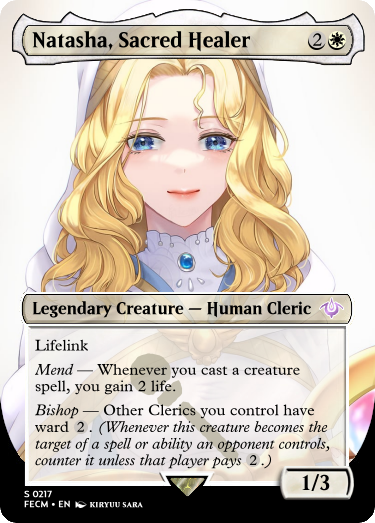 Natasha, Sacred Healer 2
Legendary Creature — Human Cleric
Lifelink
Mend — Whenever you cast a creature
spell, you gain 2 life.
Bishop — Other Clerics you control have
ward 2. (Whenever this creature becomes the
target of a spell or ability an opponent controls,
counter it unless that player pays 2.)
1/3
S 0217
FECM • EN KIRYUU SARA